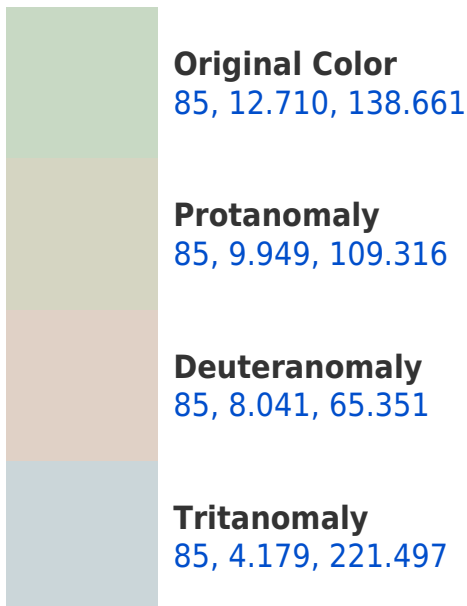 Original Color
85, 12.710, 138.661
Protanomaly
85, 9.949, 109.316
Deuteranomaly
85, 8.041, 65.351
Tritanomaly
85, 4.179, 221.497